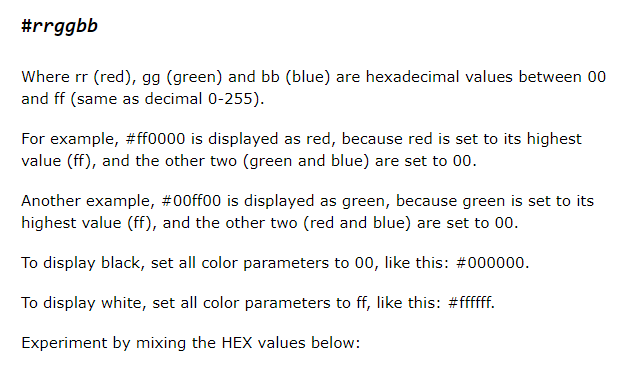 #rrggbb
Where rr (red), gg (green) and bb (blue) are hexadecimal values between 00
and ff (same as decimal 0-255).
For example, #ff0000 is displayed as red, because red is set to its highest
value (ff), and the other two (green and blue) are set to 00.
Another example, #00ff00 is displayed as green, because green is set to its
highest value (ff), and the other two (red and blue) are set to 00.
To display black, set all color parameters to 00, like this: #000000.
To display white, set all color parameters to ff, like this: #ffffff.
Experiment by mixing the HEX values below: